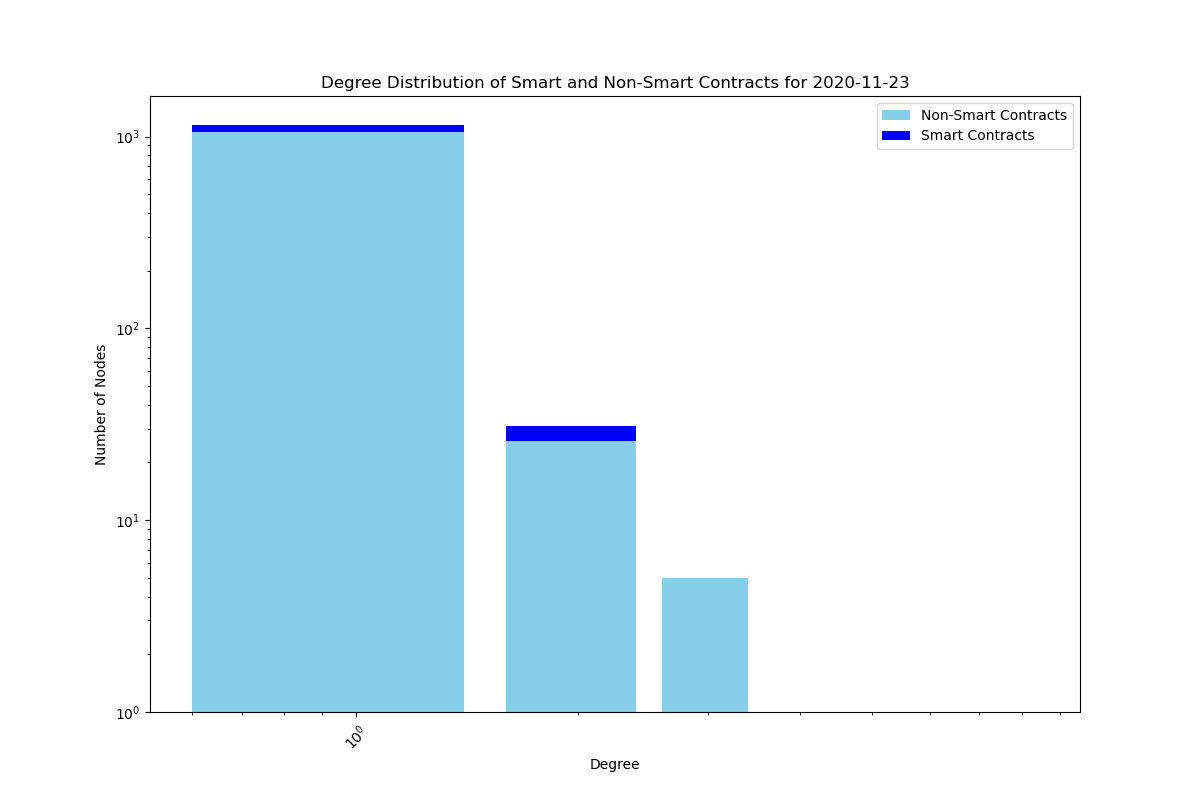 Degree Distribution of Smart and Non-Smart Contracts for 2020-11-23
Non-Smart Contracts
Smart Contracts
Number of Nodes
10³
10²
10¹
10⁰
10⁰
Degree